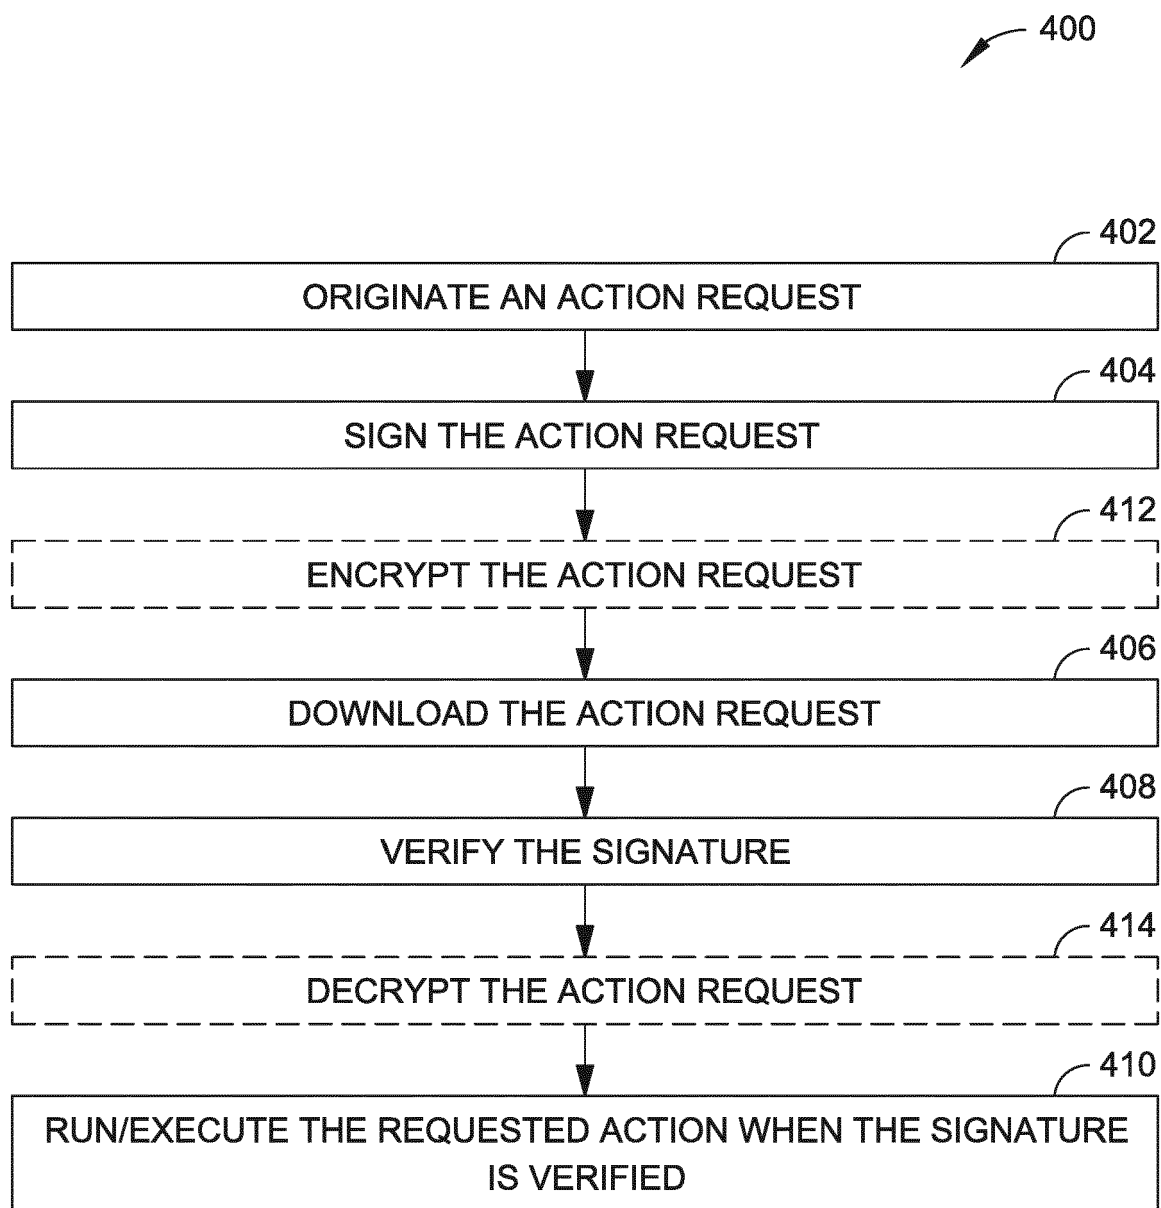 400
402
ORIGINATE AN ACTION REQUEST
404
SIGN THE ACTION REQUEST
412
ENCRYPT THE ACTION REQUEST
406
DOWNLOAD THE ACTION REQUEST
408
VERIFY THE SIGNATURE
414
DECRYPT THE ACTION REQUEST
410
RUN/EXECUTE THE REQUESTED ACTION WHEN THE SIGNATURE
IS VERIFIED